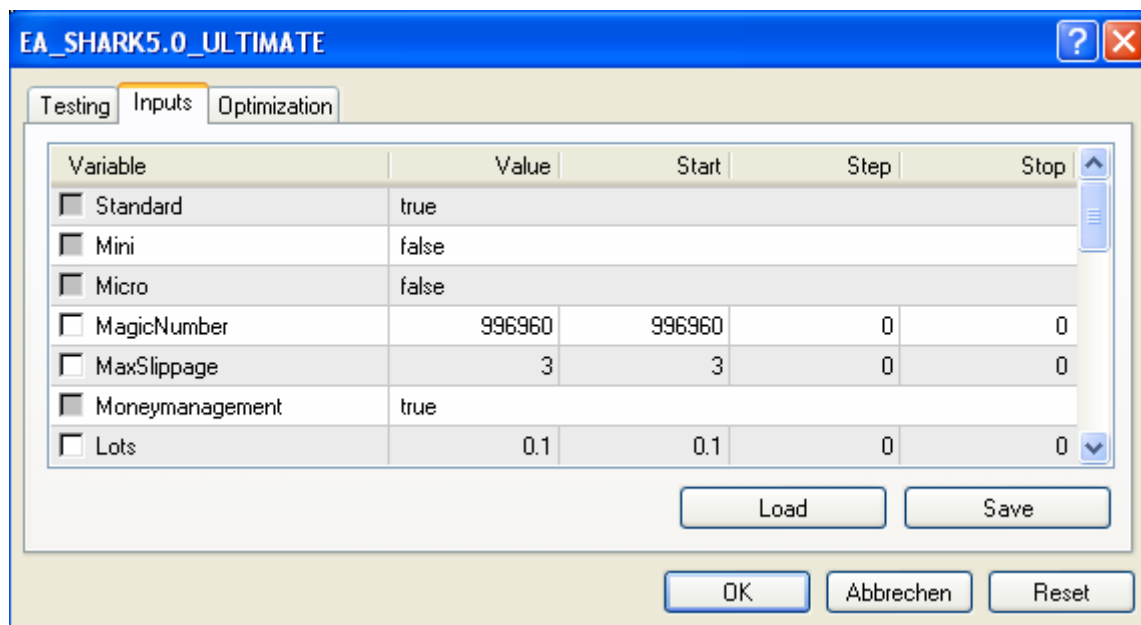 EA_SHARK5.0_ULTIMATE
Testing Inputs Optimization
Variable Value Start Step Stop
Standard true
Mini false
Micro false
MagicNumber 996960 996960 0 0
MaxSlippage 3 3 0 0
Moneymanagement true
Lots 0.1 0.1 0 0
Load Save
OK Abbrechen Reset